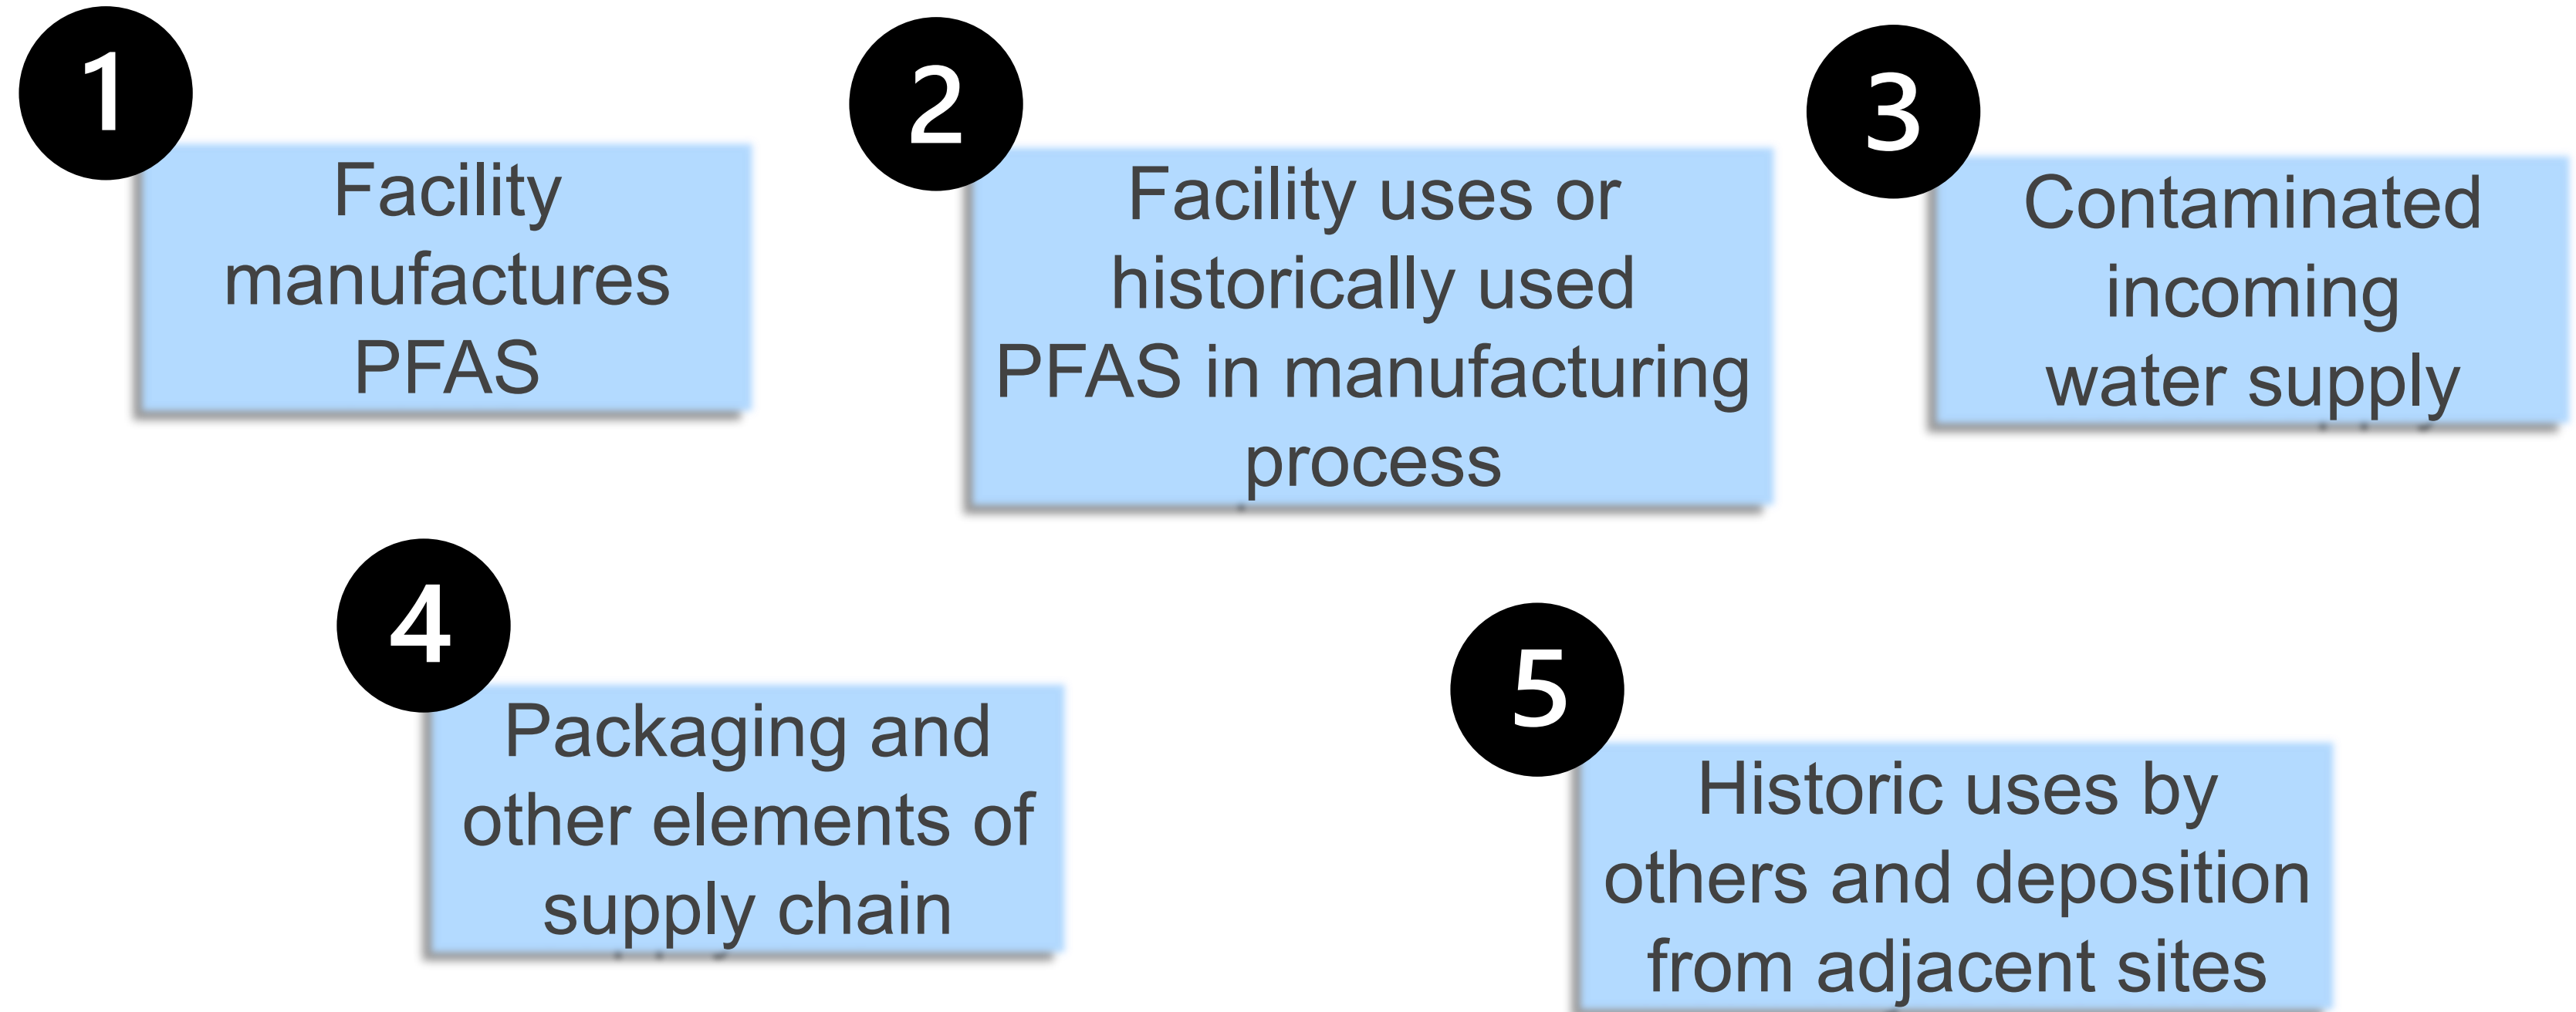 1
Facility
manufactures
PFAS
2
Facility uses or
historically used
PFAS in manufacturing
process
3
Contaminated
incoming
water supply
4
Packaging and
other elements of
supply chain
5
Historic uses by
others and deposition
from adjacent sites